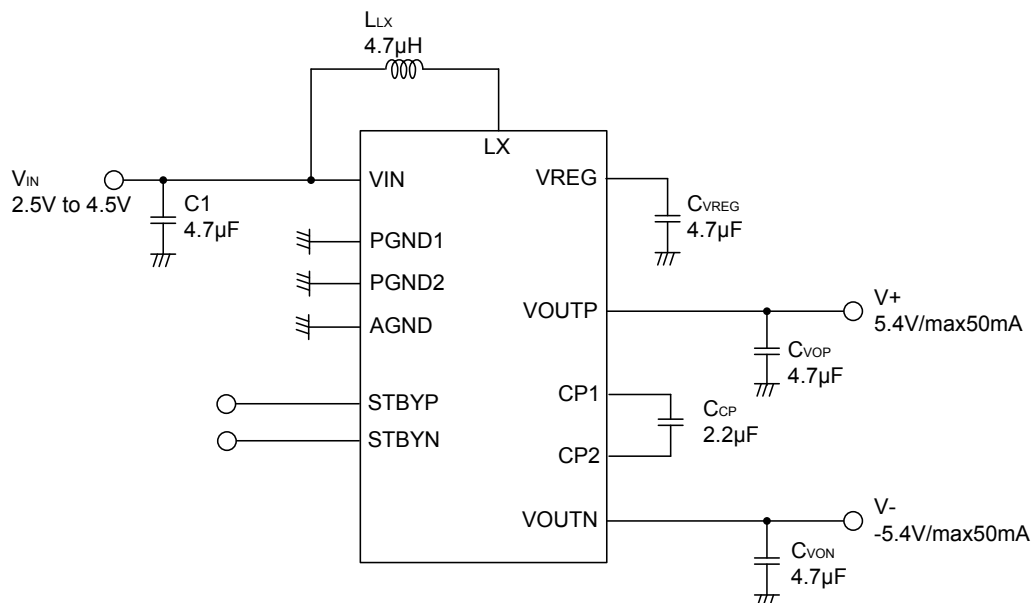 LLX
4.7µH
LX
VIN
2.5V to 4.5V
C1
4.7µF
VIN
PGND1
PGND2
AGND
STBYP
STBYN
VREG
CVREG
4.7µF
VOUTP
V+
5.4V/max50mA
CVOP
4.7µF
CP1
CP2
CCP
2.2µF
VOUTN
V-
-5.4V/max50mA
CVON
4.7µF